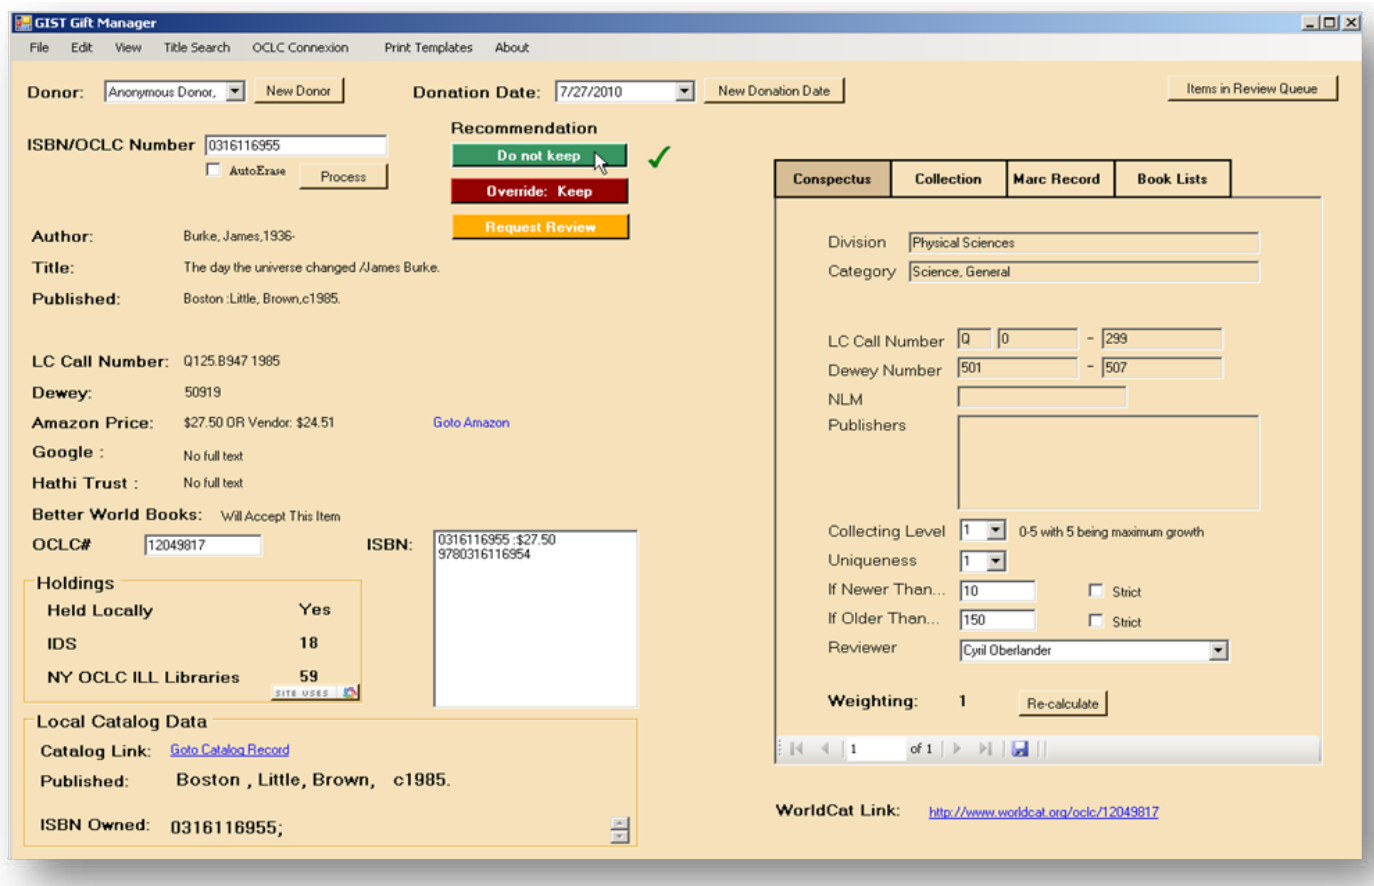 GIST Gift Manager
File Edit View Title Search OCLC Connexion Print Templates About
Donor: Anonymous Donor, New Donor Donation Date: 7/27/2010 New Donation Date Items in Review Queue
ISBN/OCLC Number 0316116955
AutoErase Process
Recommendation
Do not keep
Override: Keep
Request Review
Author: Burke, James,1936-
Title: The day the universe changed /James Burke.
Published: Boston :Little, Brown,c1985.
LC Call Number: Q125.B947 1985
Dewey: 50919
Amazon Price: $27.50 OR Vendor: $24.51 Goto Amazon
Google : No full text
Hathi Trust : No full text
Better World Books: Will Accept This Item
OCLC# 12049817 ISBN: 0316116955 :$27.50
9780316116954
Holdings
Held Locally Yes
IDS 18
NY OCLC ILL Libraries 59
SITE USES
Local Catalog Data
Catalog Link: Goto Catalog Record
Published: Boston , Little, Brown, c1985.
ISBN Owned: 0316116955;
Conspectus Collection Marc Record Book Lists
Division Physical Sciences
Category Science, General
LC Call Number Q 0 - 299
Dewey Number 501 - 507
NLM
Publishers
Collecting Level 1 0-5 with 5 being maximum growth
Uniqueness 1
If Newer Than... 10 Strict
If Older Than... 150 Strict
Reviewer Cyril Oberlander
Weighting: 1 Re-calculate
1 of 1
WorldCat Link: http://www.worldcat.org/oclc/12049817